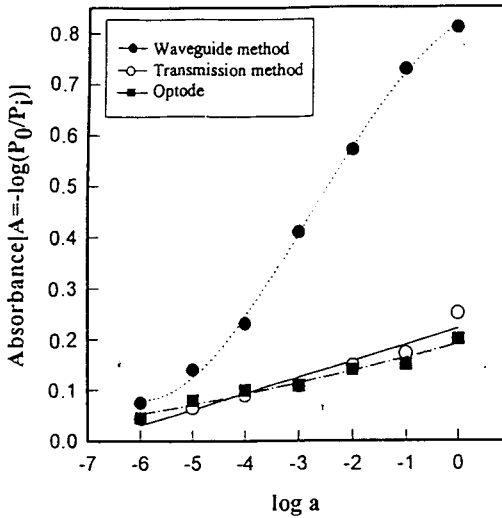 Absorbance[A=-log(P0/Pi)]
0.8
0.7
0.6
0.5
0.4
0.3
0.2
0.1
0.0
Waveguide method
Transmission method
Optode
-7 -6 -5 -4 -3 -2 -1 0
log a